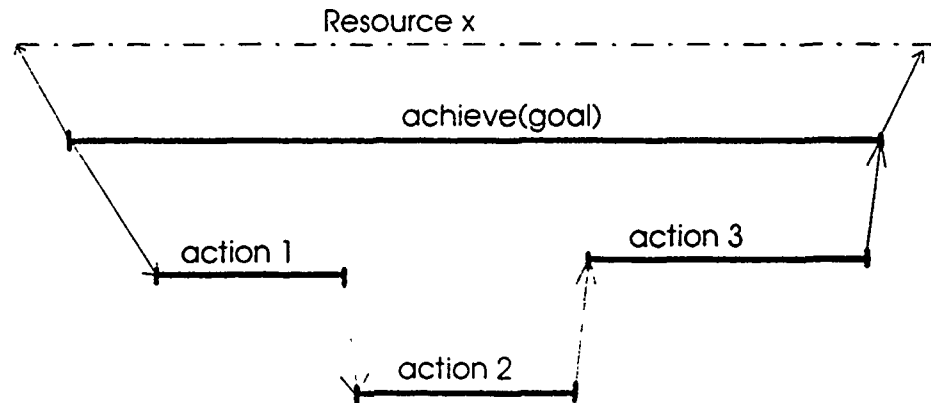 Resource x
achieve(goal)
action 1
action 3
action 2